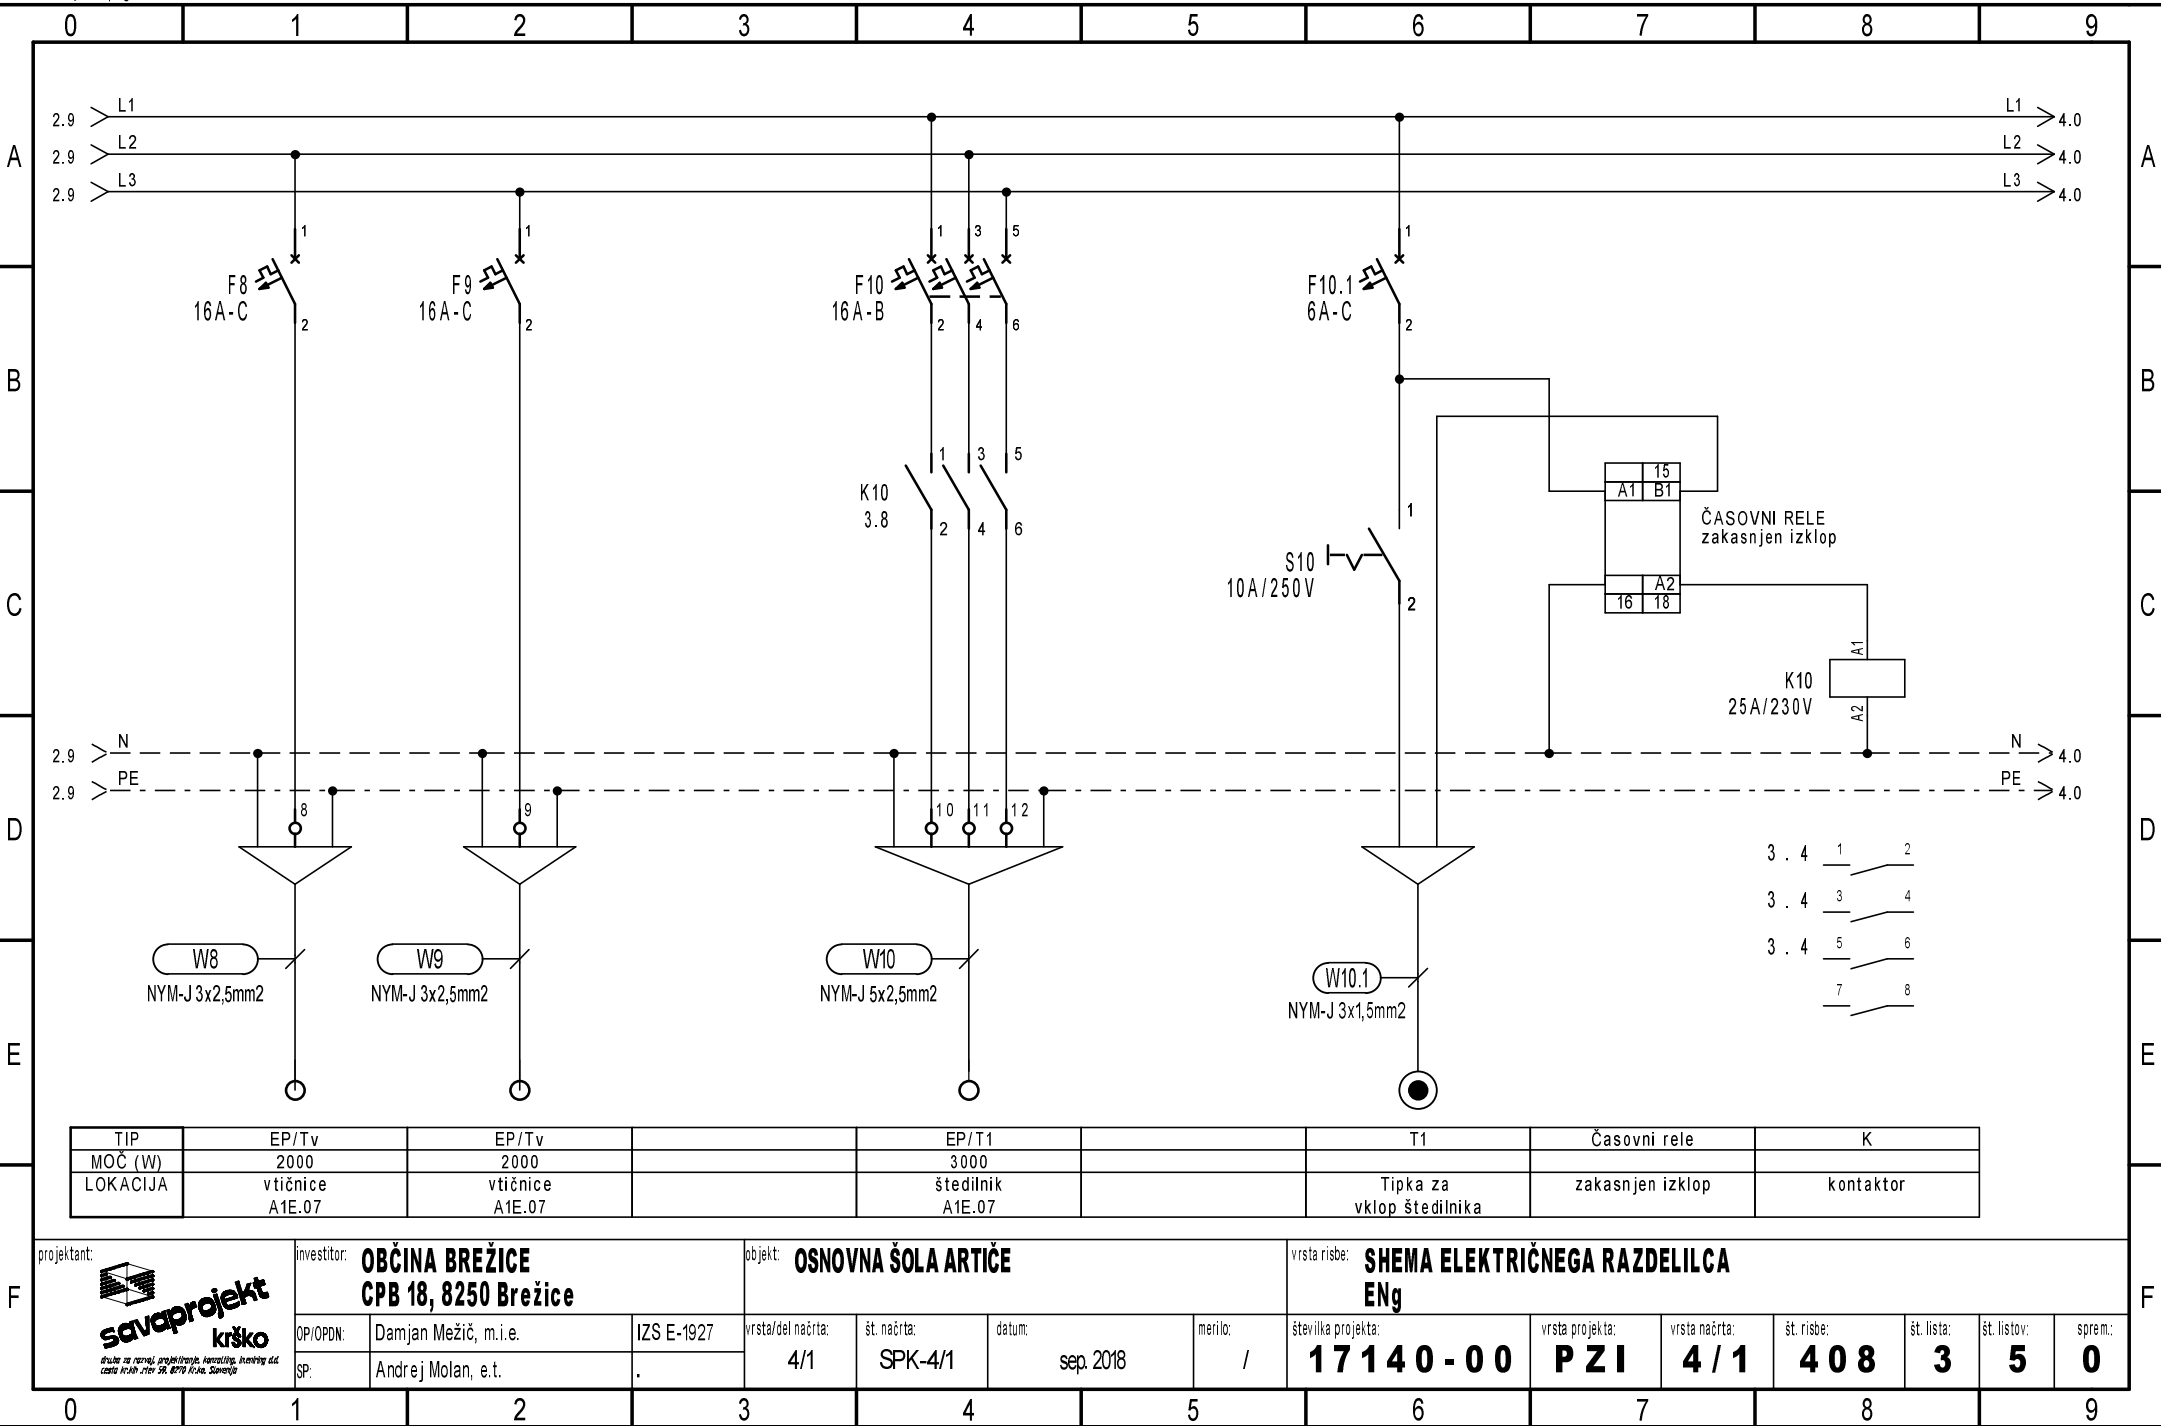 0 1 2 3 4 5 6 7 8 9
2.9 L1 L1 4.0
A 2.9 L2 L2 4.0 A
2.9 L3 L3 4.0
1 1 1 3 5 1
F8 F9 F10 F10.1
16A-C 16A-C 16A-B 6A-C
2 2 2 4 6 2
B B
1 3 5
15
K10 A1 B1
3.8 1
2 4 6 ČASOVNI RELE
zakasnjen izklop
S10
10A/250V
A2
C 2 16 18 C
A1
K10
25A/230V
A2
2.9 N N 4.0
2.9 PE PE 4.0
8 9 10 11 12
D D
3.4 1 2
3.4 3 4
3.4 5 6
W8 W9 W10
W10.1
NYM-J 3x2,5mm2 NYM-J 3x2,5mm2 NYM-J 5x2,5mm2 7 8
NYM-J 3x1,5mm2
E E
TIP EP/Tv EP/Tv EP/T1 T1 Časovni rele K
MOČ (W) 2000 2000 3000
LOKACIJA vtičnice vtičnice štedilnik Tipka za zakasnjen izklop kontaktor
A1E.07 A1E.07 A1E.07 vklop štedilnika
projektant: investitor: OBČINA BREŽICE objekt: OSNOVNA ŠOLA ARTIČE vrsta risbe: SHEMA ELEKTRIČNEGA RAZDELILCA
CPB 18, 8250 Brežice ENg
F F
savaprojekt
krško
OP/OPDN: Damjan Mežič, m.i.e. IZS E-1927 vrsta/del načrta: št. načrta: datum: merilo: številka projekta: vrsta projekta: vrsta načrta: št. risbe: št. lista: št. listov: sprem.:
4/1 SPK-4/1 sep. 2018 / 17140-00 PZI 4/1 408 3 5 0
SP: Andrej Molan, e.t. .
0 1 2 3 4 5 6 7 8 9